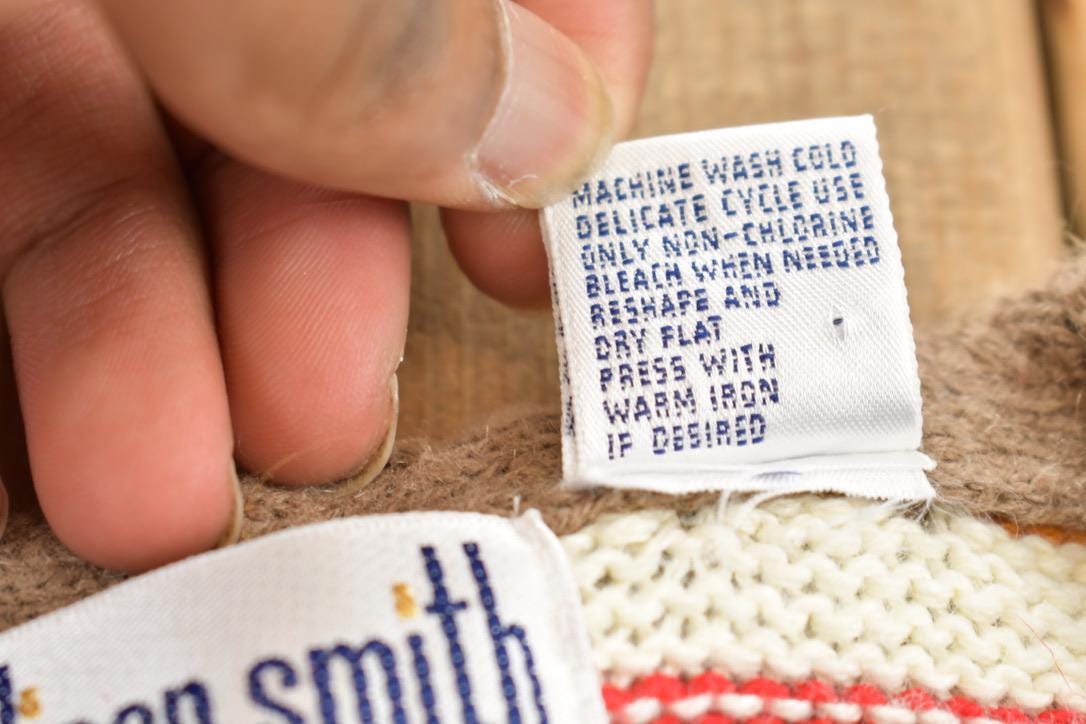 MACHINE WASH COLD
DELICATE CYCLE USE
ONLY NON-CHLORINE
BLEACH WHEN NEEDED
RESHAPE AND
DRY FLAT
PRESS WITH
WARM IRON
IF DESIRED
smith